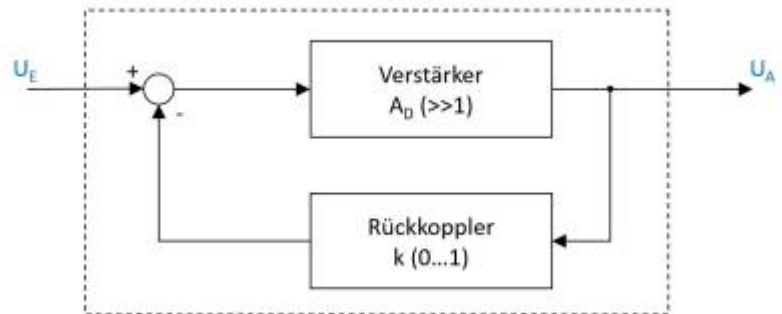 U_E
+
Verstärker
A_D (>>1)
U_A
-
Rückkoppler
k (0...1)